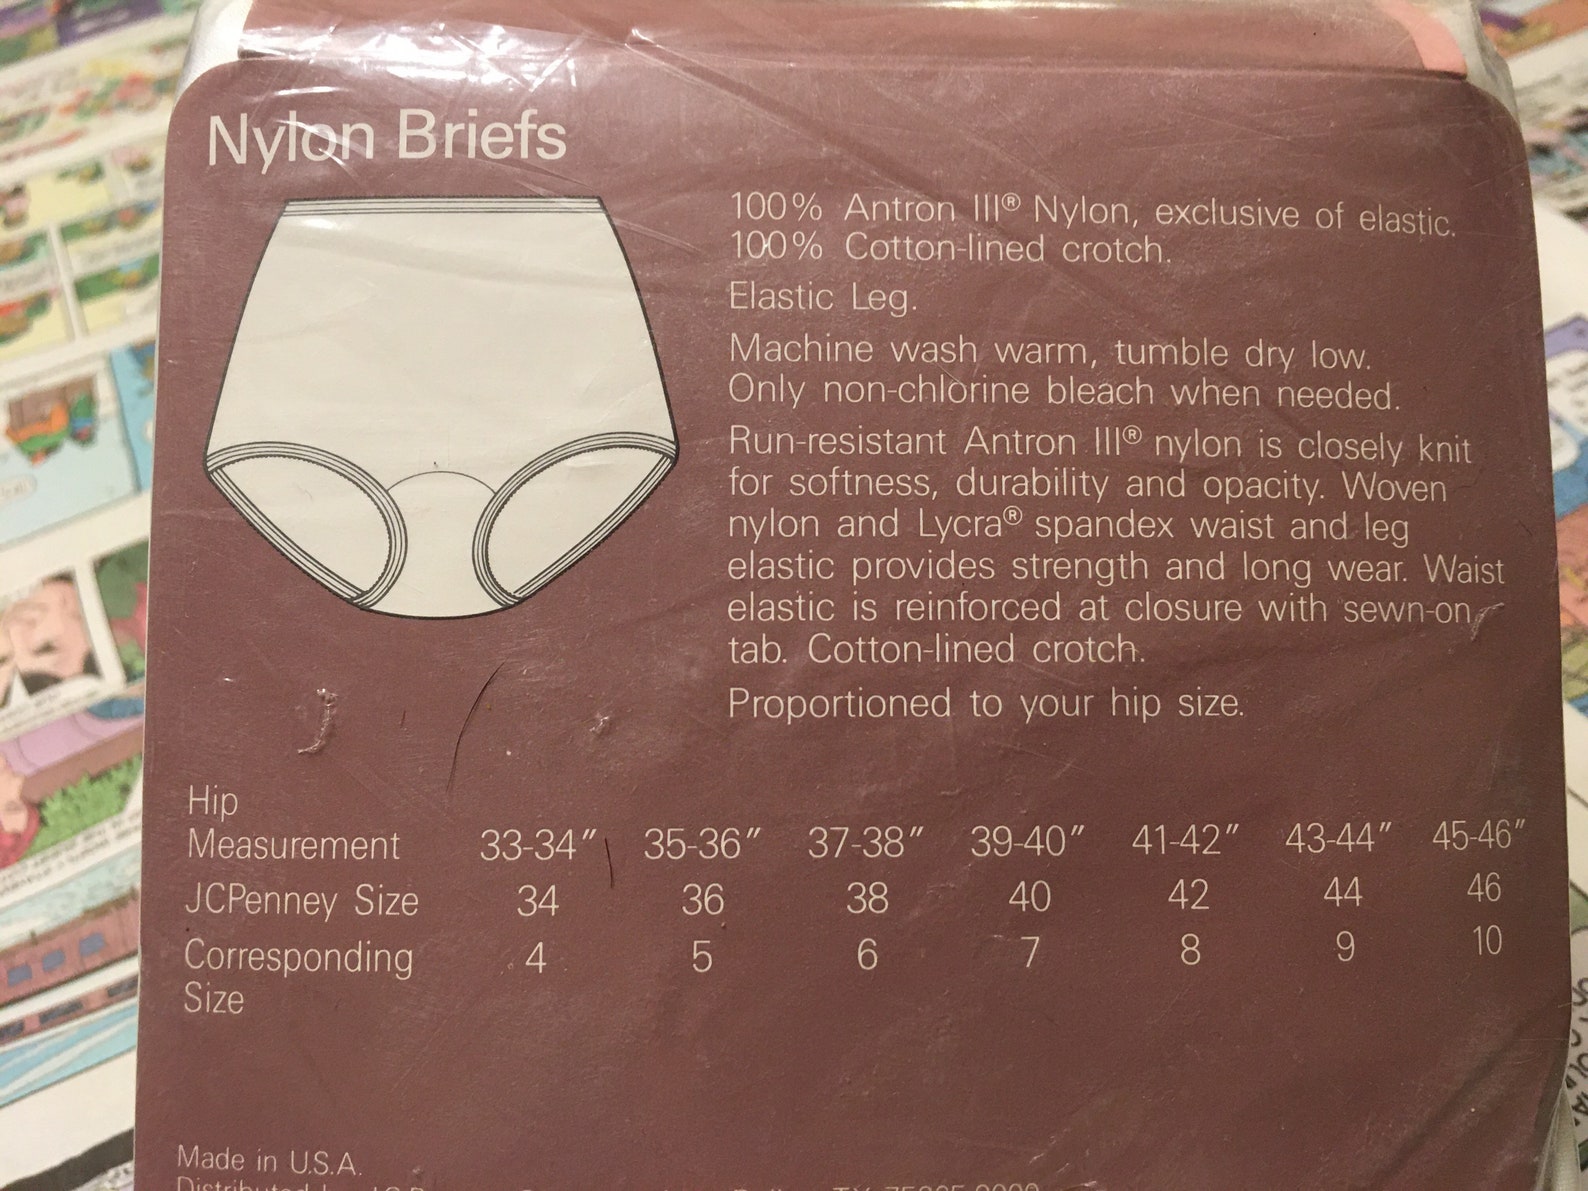 Nylon Briefs
100% Antron III® Nylon, exclusive of elastic.
100% Cotton-lined crotch.
Elastic Leg.
Machine wash warm, tumble dry low.
Only non-chlorine bleach when needed.
Run-resistant Antron III® nylon is closely knit
for softness, durability and opacity. Woven
nylon and Lycra® spandex waist and leg
elastic provides strength and long wear. Waist
elastic is reinforced at closure with sewn-on
tab. Cotton-lined crotch.
Proportioned to your hip size.
Hip
Measurement 33-34" 35-36" 37-38" 39-40" 41-42" 43-44" 45-46"
JCPenney Size 34 36 38 40 42 44 46
Corresponding 4 5 6 7 8 9 10
Size
Made in U.S.A.